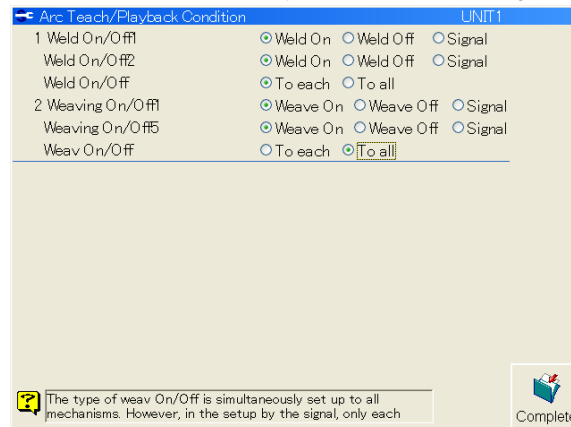 Arc Teach/Playback Condition UNIT1
1 Weld On/Off1 Weld On Weld Off Signal
Weld On/Off2 Weld On Weld Off Signal
Weld On/Off To each To all
2 Weaving On/Off1 Weave On Weave Off Signal
Weaving On/Off5 Weave On Weave Off Signal
Weav On/Off To each To all
The type of weav On/Off is simultaneously set up to all
mechanisms. However, in the setup by the signal, only each
Complete